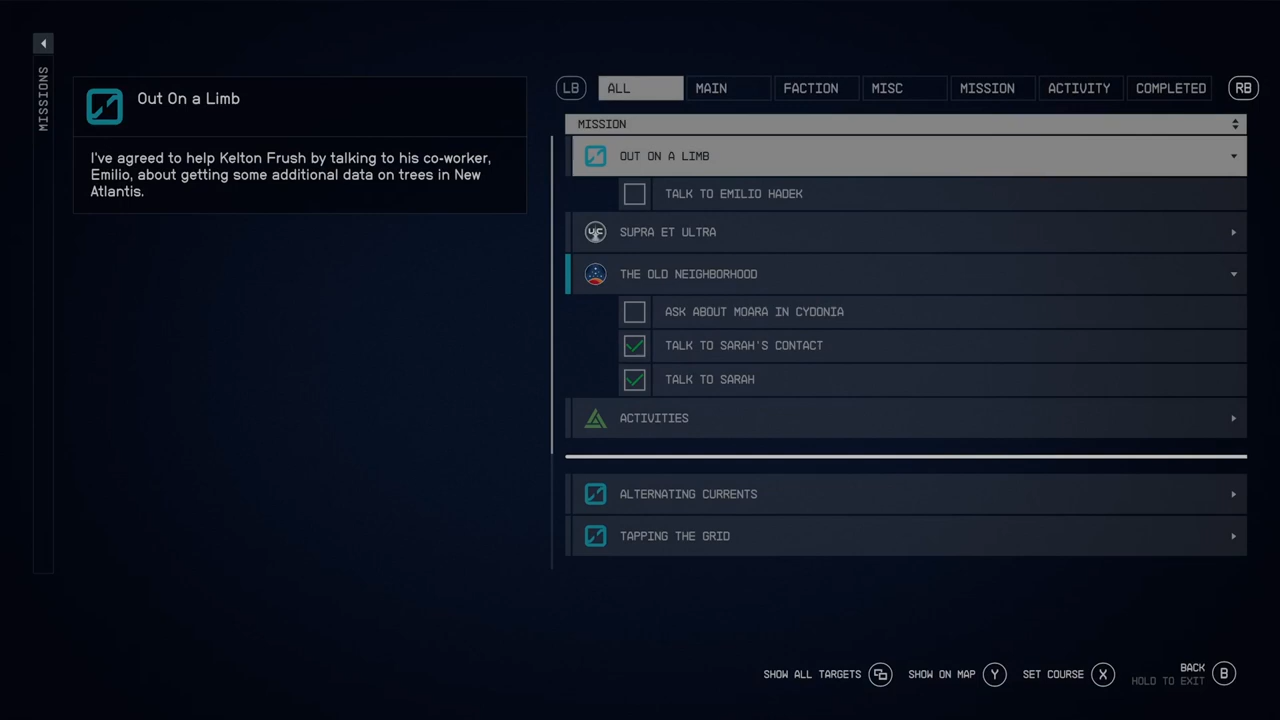 MISSIONS
Out On a Limb
I've agreed to help Kelton Frush by talking to his co-worker,
Emilio, about getting some additional data on trees in New
Atlantis.
LB
ALL
MAIN
FACTION
MISC
MISSION
ACTIVITY
COMPLETED
RB
MISSION
OUT ON A LIMB
TALK TO EMILIO HADEK
UC
SUPRA ET ULTRA
THE OLD NEIGHBORHOOD
ASK ABOUT MOARA IN CYDONIA
TALK TO SARAH'S CONTACT
TALK TO SARAH
ACTIVITIES
ALTERNATING CURRENTS
TAPPING THE GRID
SHOW ALL TARGETS
SHOW ON MAP Y
SET COURSE X
BACK B
HOLD TO EXIT